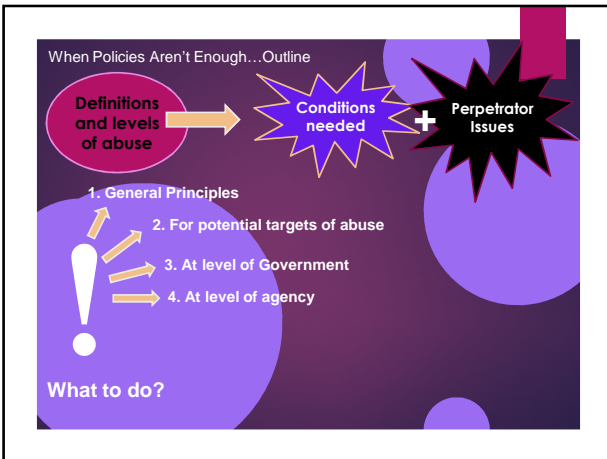 When Policies Aren't Enough…Outline
Definitions
and levels
of abuse
Conditions
needed
+
Perpetrator
Issues
1. General Principles
2. For potential targets of abuse
3. At level of Government
4. At level of agency
!
What to do?